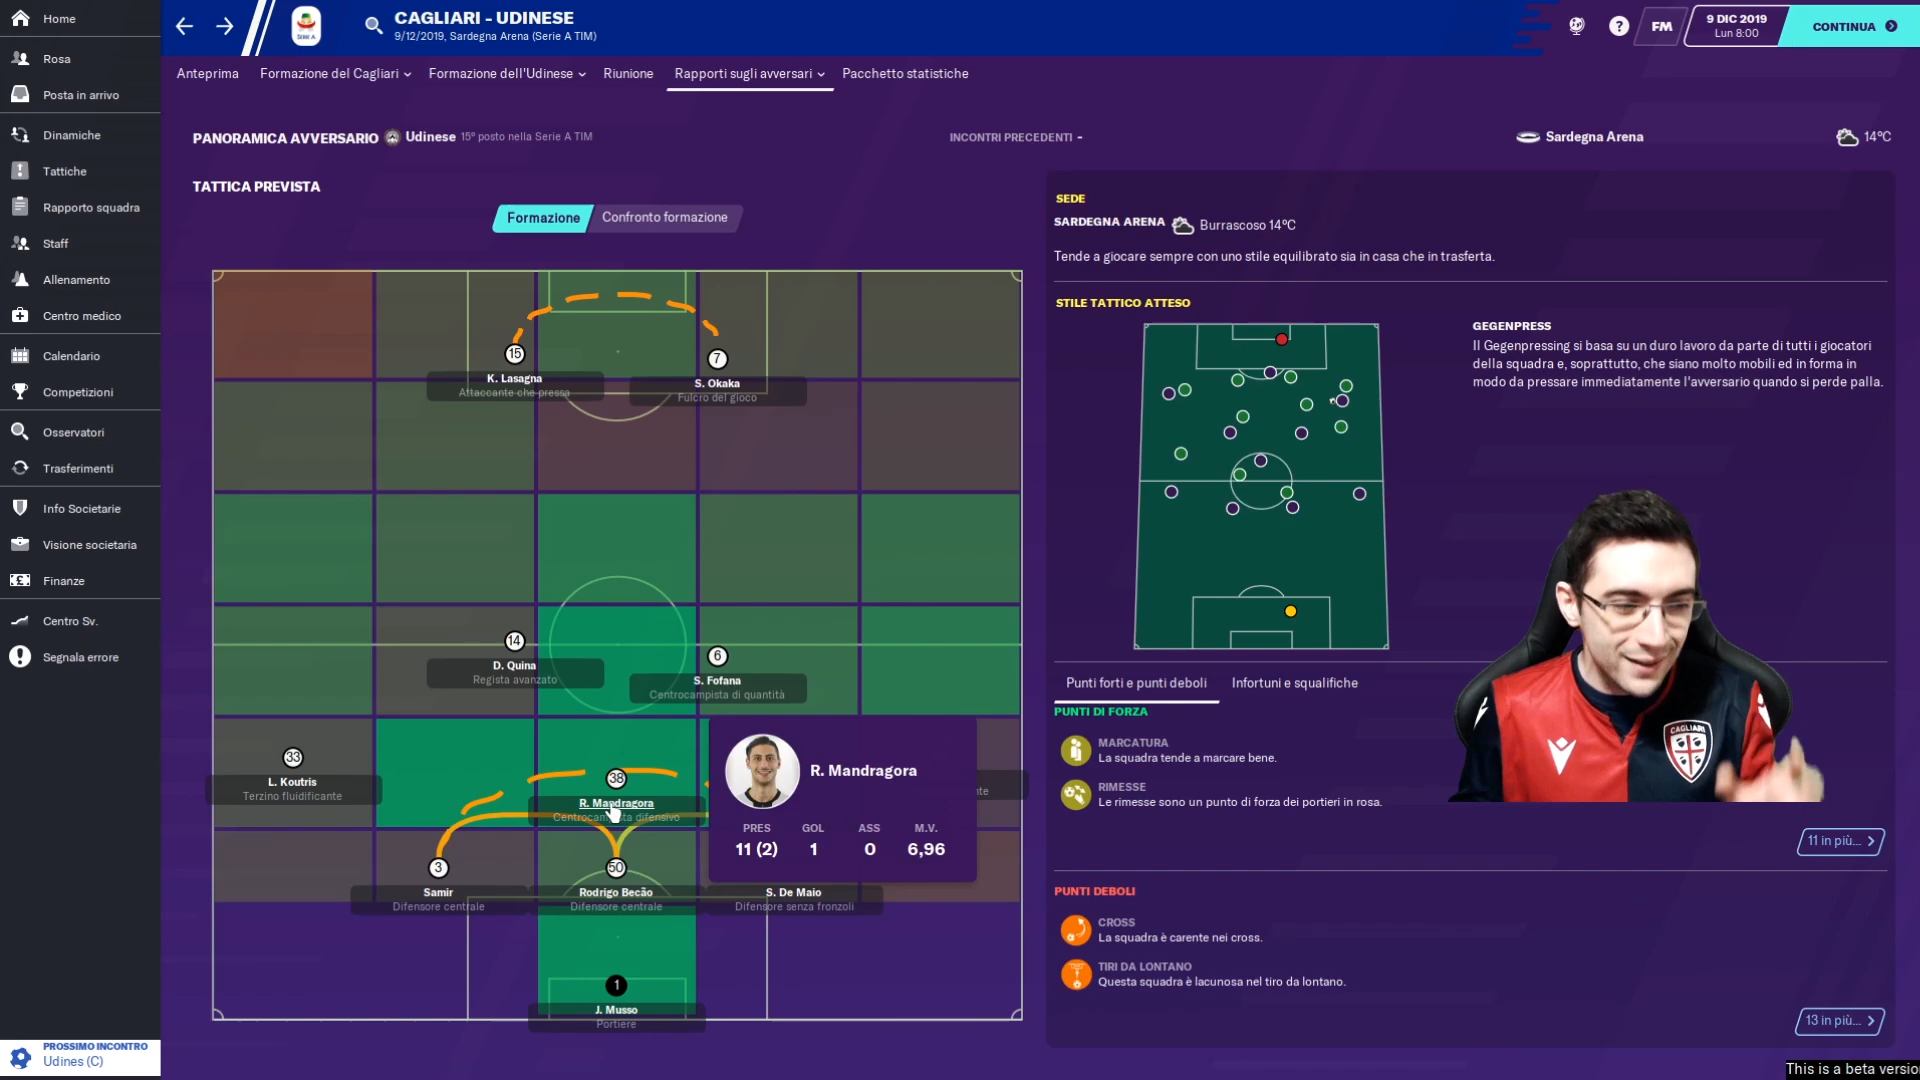 Home
Rosa
Posta in arrivo
Dinamiche
Tattiche
Rapporto squadra
Staff
Allenamento
Centro medico
Calendario
Competizioni
Osservatori
Trasferimenti
Info Societarie
Visione societaria
Finanze
Centro Sv.
Segnala errore
PROSSIMO INCONTRO
Udines (C)
SERIE A
CAGLIARI - UDINESE
9/12/2019, Sardegna Arena (Serie A TIM)
?
FM
9 DIC 2019
Lun 8:00
CONTINUA
Anteprima
Formazione del Cagliari
Formazione dell'Udinese
Riunione
Rapporti sugli avversari
Pacchetto statistiche
PANORAMICA AVVERSARIO Udinese 15° posto nella Serie A TIM
INCONTRI PRECEDENTI -
Sardegna Arena
14°C
TATTICA PREVISTA
Formazione
Confronto formazione
15
K. Lasagna
Attaccante che pressa
7
S. Okaka
Fulcro del gioco
14
D. Quina
Regista avanzato
6
S. Fofana
Centrocampista di quantità
33
L. Koutris
Terzino fluidificante
38
R. Mandragora
Centrocampista difensivo
nte
R. Mandragora
PRES GOL ASS M.V.
11 (2) 1 0 6,96
3
Samir
Difensore centrale
50
Rodrigo Becão
Difensore centrale
S. De Maio
Difensore senza fronzoli
1
J. Musso
Portiere
SEDE
SARDEGNA ARENA Burrascoso 14°C
Tende a giocare sempre con uno stile equilibrato sia in casa che in trasferta.
STILE TATTICO ATTESO
GEGENPRESS
Il Gegenpressing si basa su un duro lavoro da parte di tutti i giocatori
della squadra e, soprattutto, che siano molto mobili ed in forma in
modo da pressare immediatamente l'avversario quando si perde palla.
Punti forti e punti deboli
Infortuni e squalifiche
PUNTI DI FORZA
MARCATURA
La squadra tende a marcare bene.
RIMESSE
Le rimesse sono un punto di forza dei portieri in rosa.
11 in più...
PUNTI DEBOLI
CROSS
La squadra è carente nei cross.
TIRI DA LONTANO
Questa squadra è lacunosa nel tiro da lontano.
13 in più...
CAGLIARI
This is a beta versio